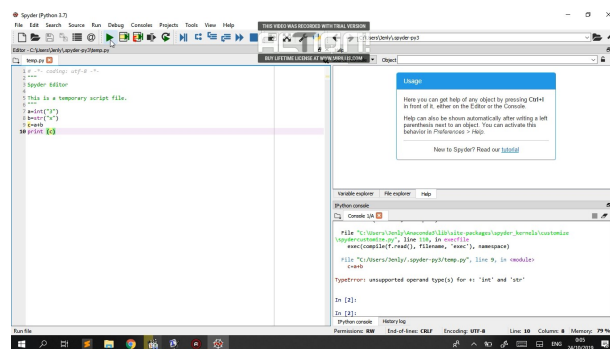 Spyder (Python 3.7)
File Edit Search Source Run Debug Consoles Projects Tools View Help
THIS VIDEO WAS RECORDED WITH TRIAL VERSION
BUY LIFETIME LICENSE AT WWW.MIRILLIS.COM
Editor - C:\Users\Jenly\.spyder-py3\temp.py
temp.py
Object
1 # -*- coding: utf-8 -*-
2 """
3 Spyder Editor
4
5 This is a temporary script file.
6 """
7 a=int("3")
8 b=str("x")
9 c=a+b
10 print (c)
Usage
Here you can get help of any object by pressing Ctrl+I
in front of it, either on the Editor or the Console.
Help can also be shown automatically after writing a left
parenthesis next to an object. You can activate this
behavior in Preferences > Help.
New to Spyder? Read our tutorial
Variable explorer File explorer Help
IPython console
Console 1/A
File "C:\Users\Jenly\Anaconda3\lib\site-packages\spyder_kernels\customize
\spydercustomize.py", line 110, in execfile
exec(compile(f.read(), filename, 'exec'), namespace)
File "C:/Users/Jenly/.spyder-py3/temp.py", line 9, in <module>
c=a+b
TypeError: unsupported operand type(s) for +: 'int' and 'str'
In [2]:
In [2]:
IPython console History log
Run file
Permissions: RW End-of-lines: CRLF Encoding: UTF-8 Line: 10 Column: 8 Memory: 79 %
ENG
0:05
24/10/2019